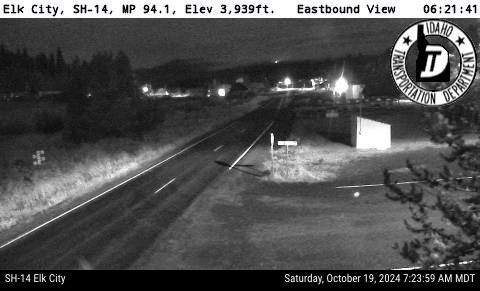 Elk City, SH-14, MP 94.1, Elev 3,939ft. Eastbound View 06:21:41
IDAHO
TRANSPORTATION DEPARTMENT
SH-14 Elk City Saturday, October 19, 2024 7:23:59 AM MDT